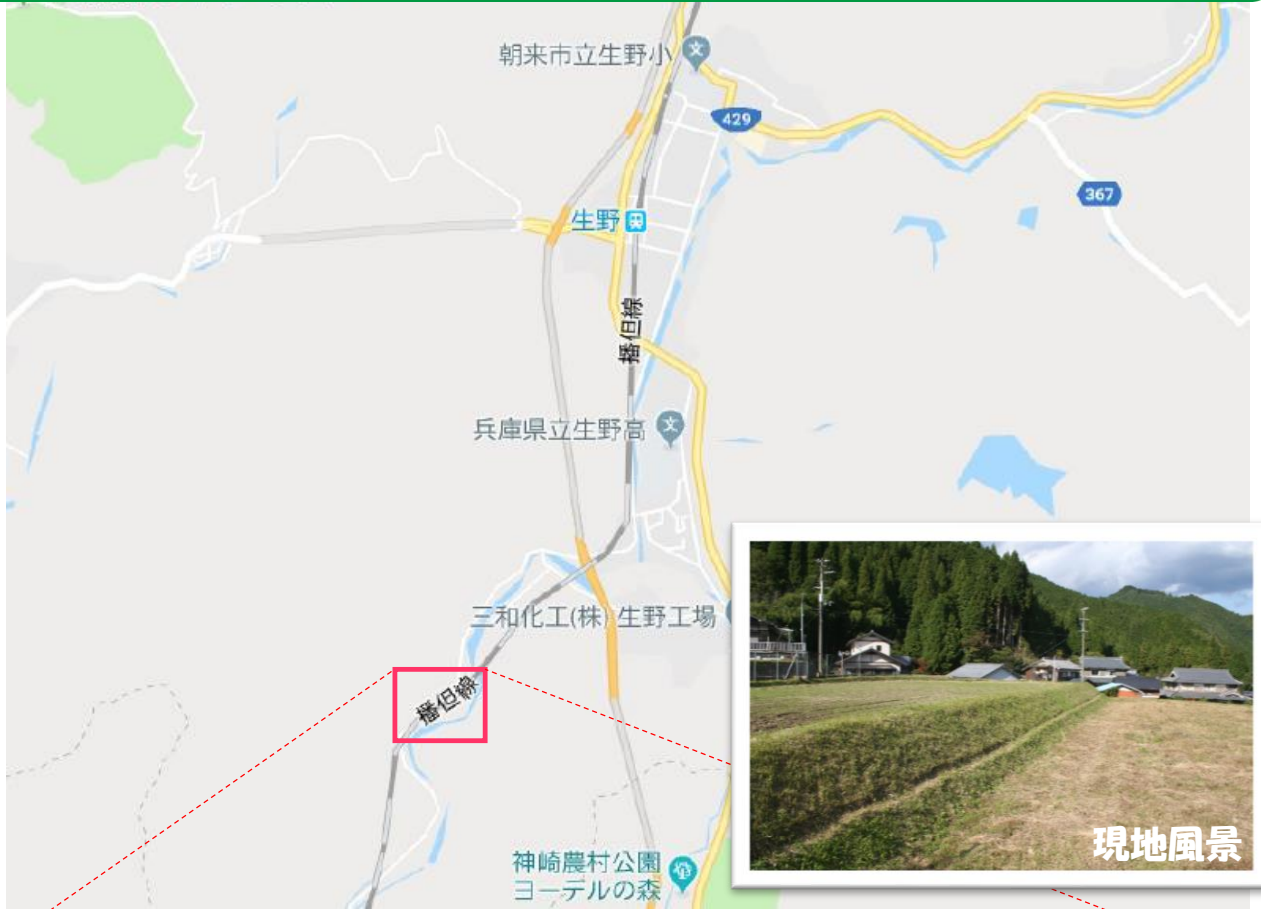 朝来市立生野小
429
367
生野
播但線
兵庫県立生野高
三和化工(株) 生野工場
播但線
神崎農村公園
ヨーデルの森
現地風景